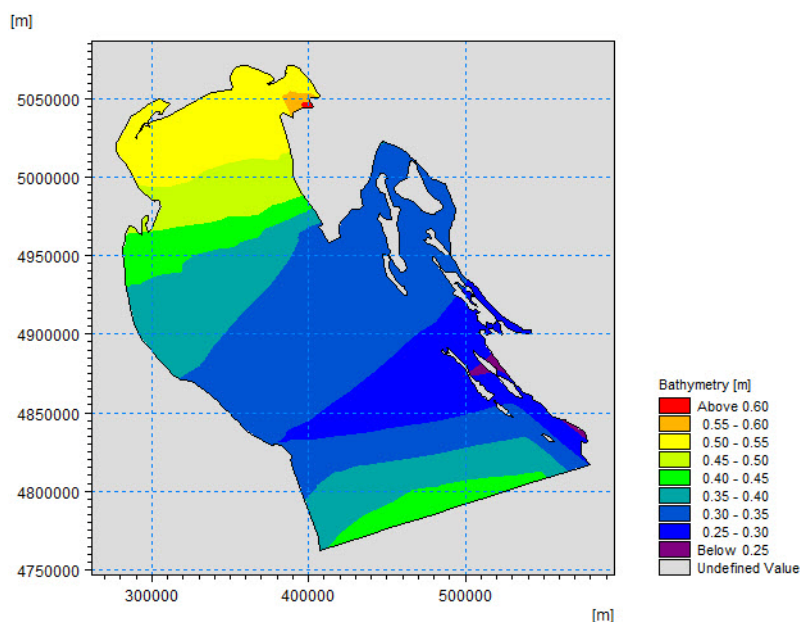 [m]
5050000
5000000
4950000
4900000
4850000
4800000
4750000
300000 400000 500000
[m]
Bathymetry [m]
Above 0.60
0.55 - 0.60
0.50 - 0.55
0.45 - 0.50
0.40 - 0.45
0.35 - 0.40
0.30 - 0.35
0.25 - 0.30
Below 0.25
Undefined Value